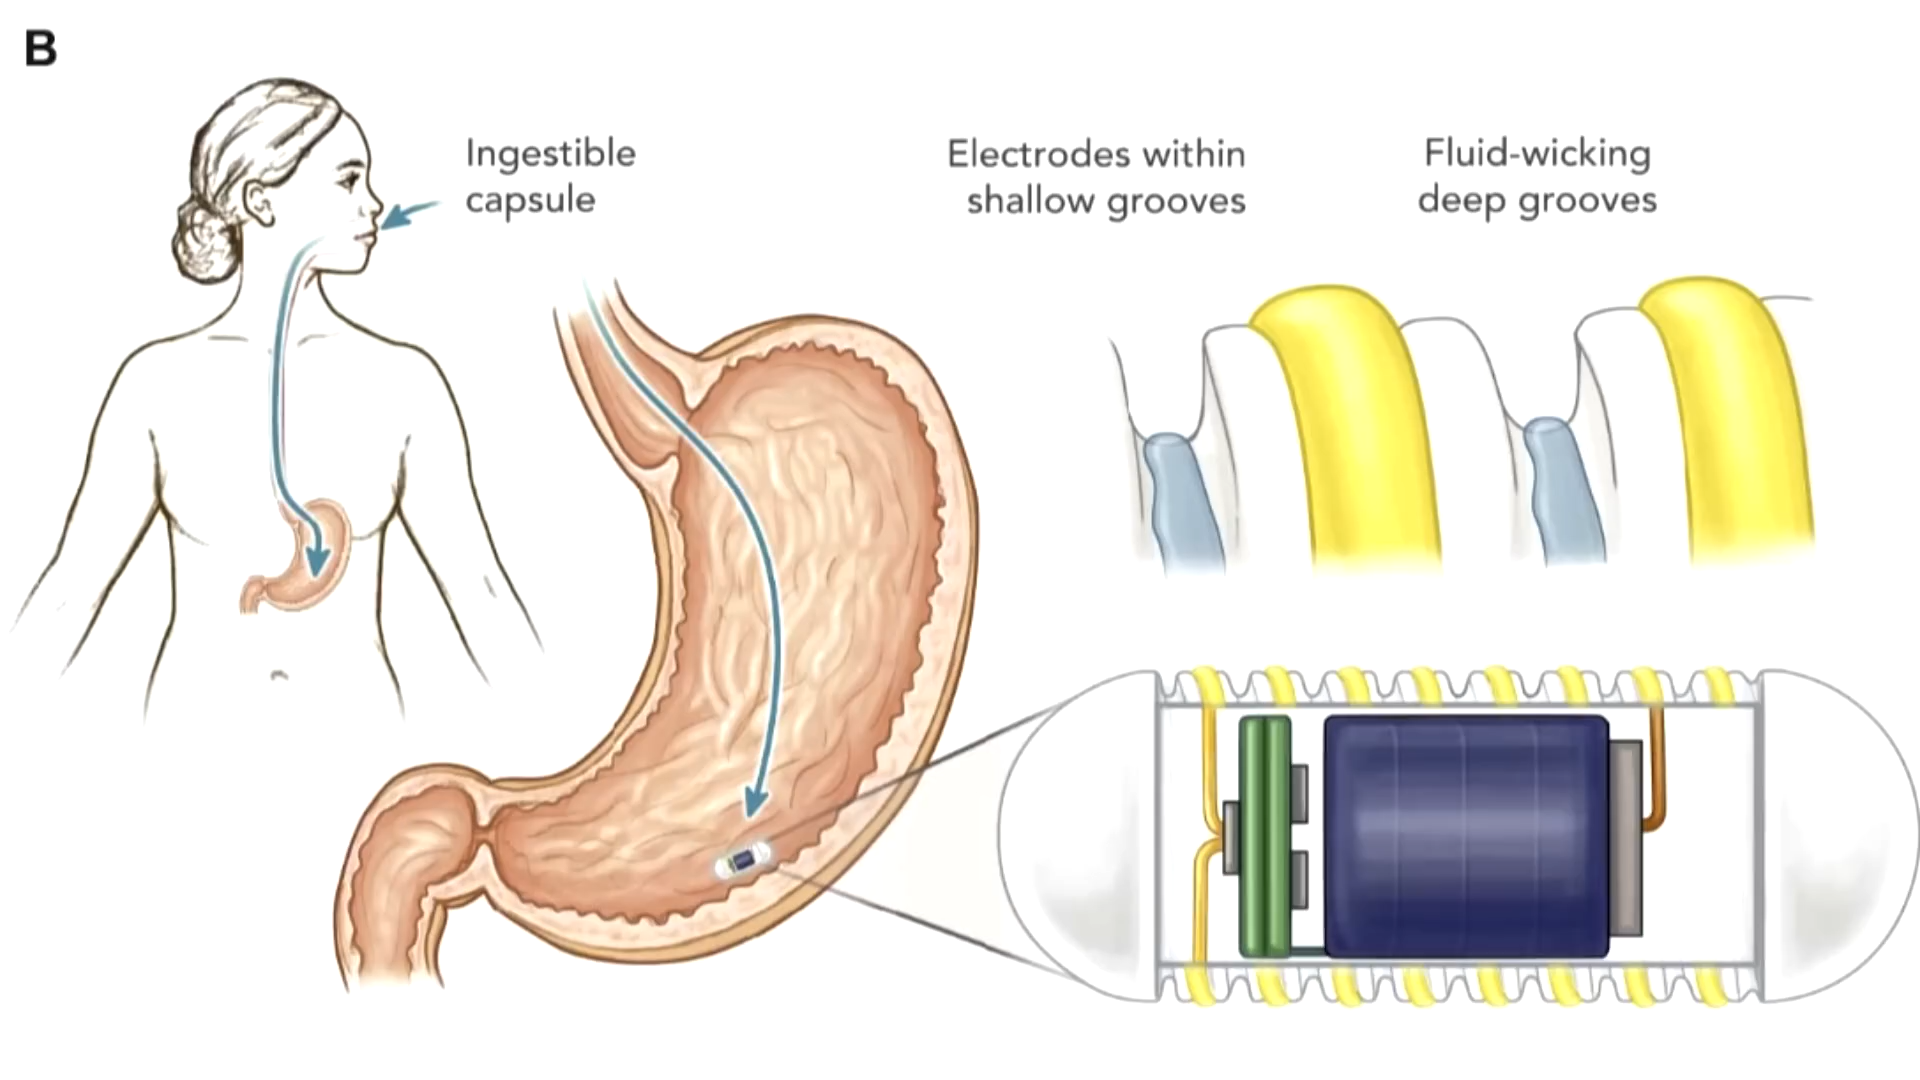 B
Ingestible
capsule
Electrodes within
shallow grooves
Fluid-wicking
deep grooves